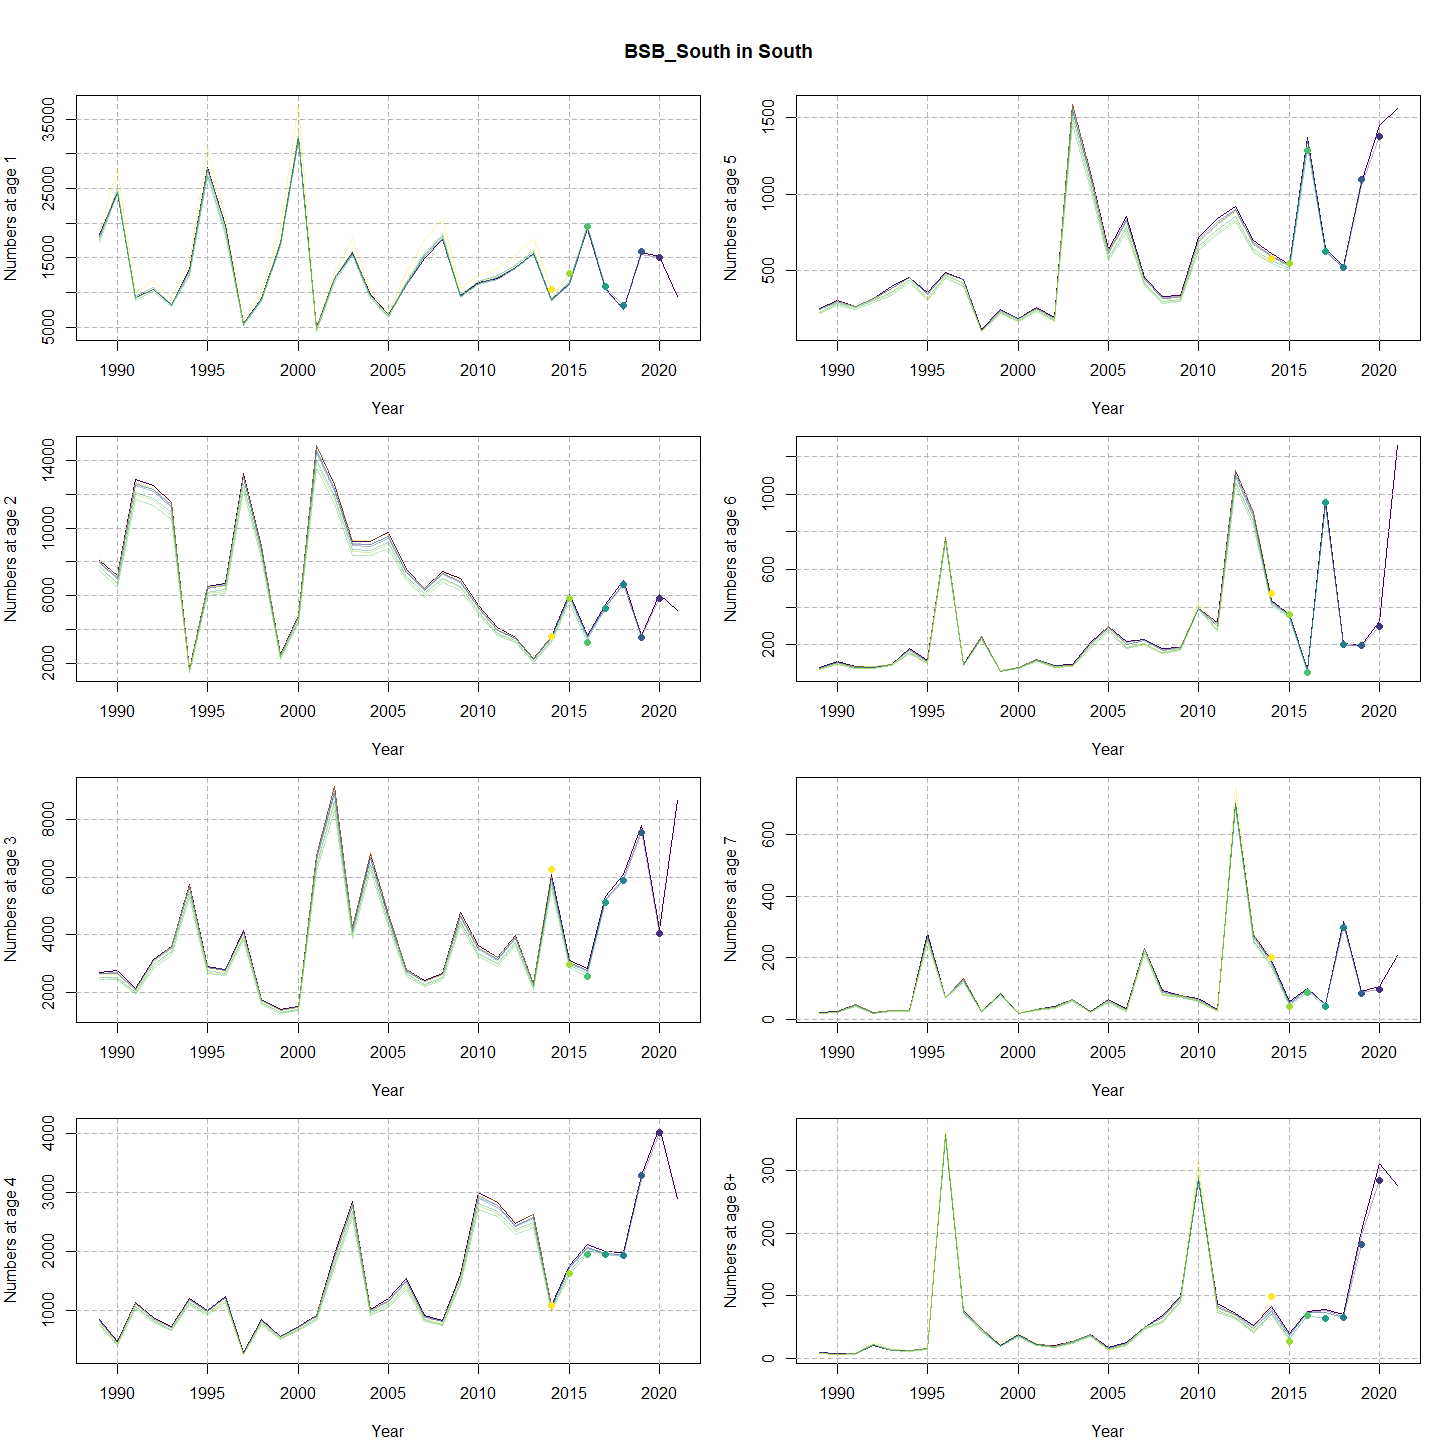 BSB_South in South
Numbers at age 1
5000 15000 25000 35000
1990 1995 2000 2005 2010 2015 2020
Year
Numbers at age 5
500 1000 1500
1990 1995 2000 2005 2010 2015 2020
Year
Numbers at age 2
2000 6000 10000 14000
1990 1995 2000 2005 2010 2015 2020
Year
Numbers at age 6
200 600 1000
1990 1995 2000 2005 2010 2015 2020
Year
Numbers at age 3
2000 4000 6000 8000
1990 1995 2000 2005 2010 2015 2020
Year
Numbers at age 7
0 200 400 600
1990 1995 2000 2005 2010 2015 2020
Year
Numbers at age 4
1000 2000 3000 4000
1990 1995 2000 2005 2010 2015 2020
Year
Numbers at age 8+
0 100 200 300
1990 1995 2000 2005 2010 2015 2020
Year